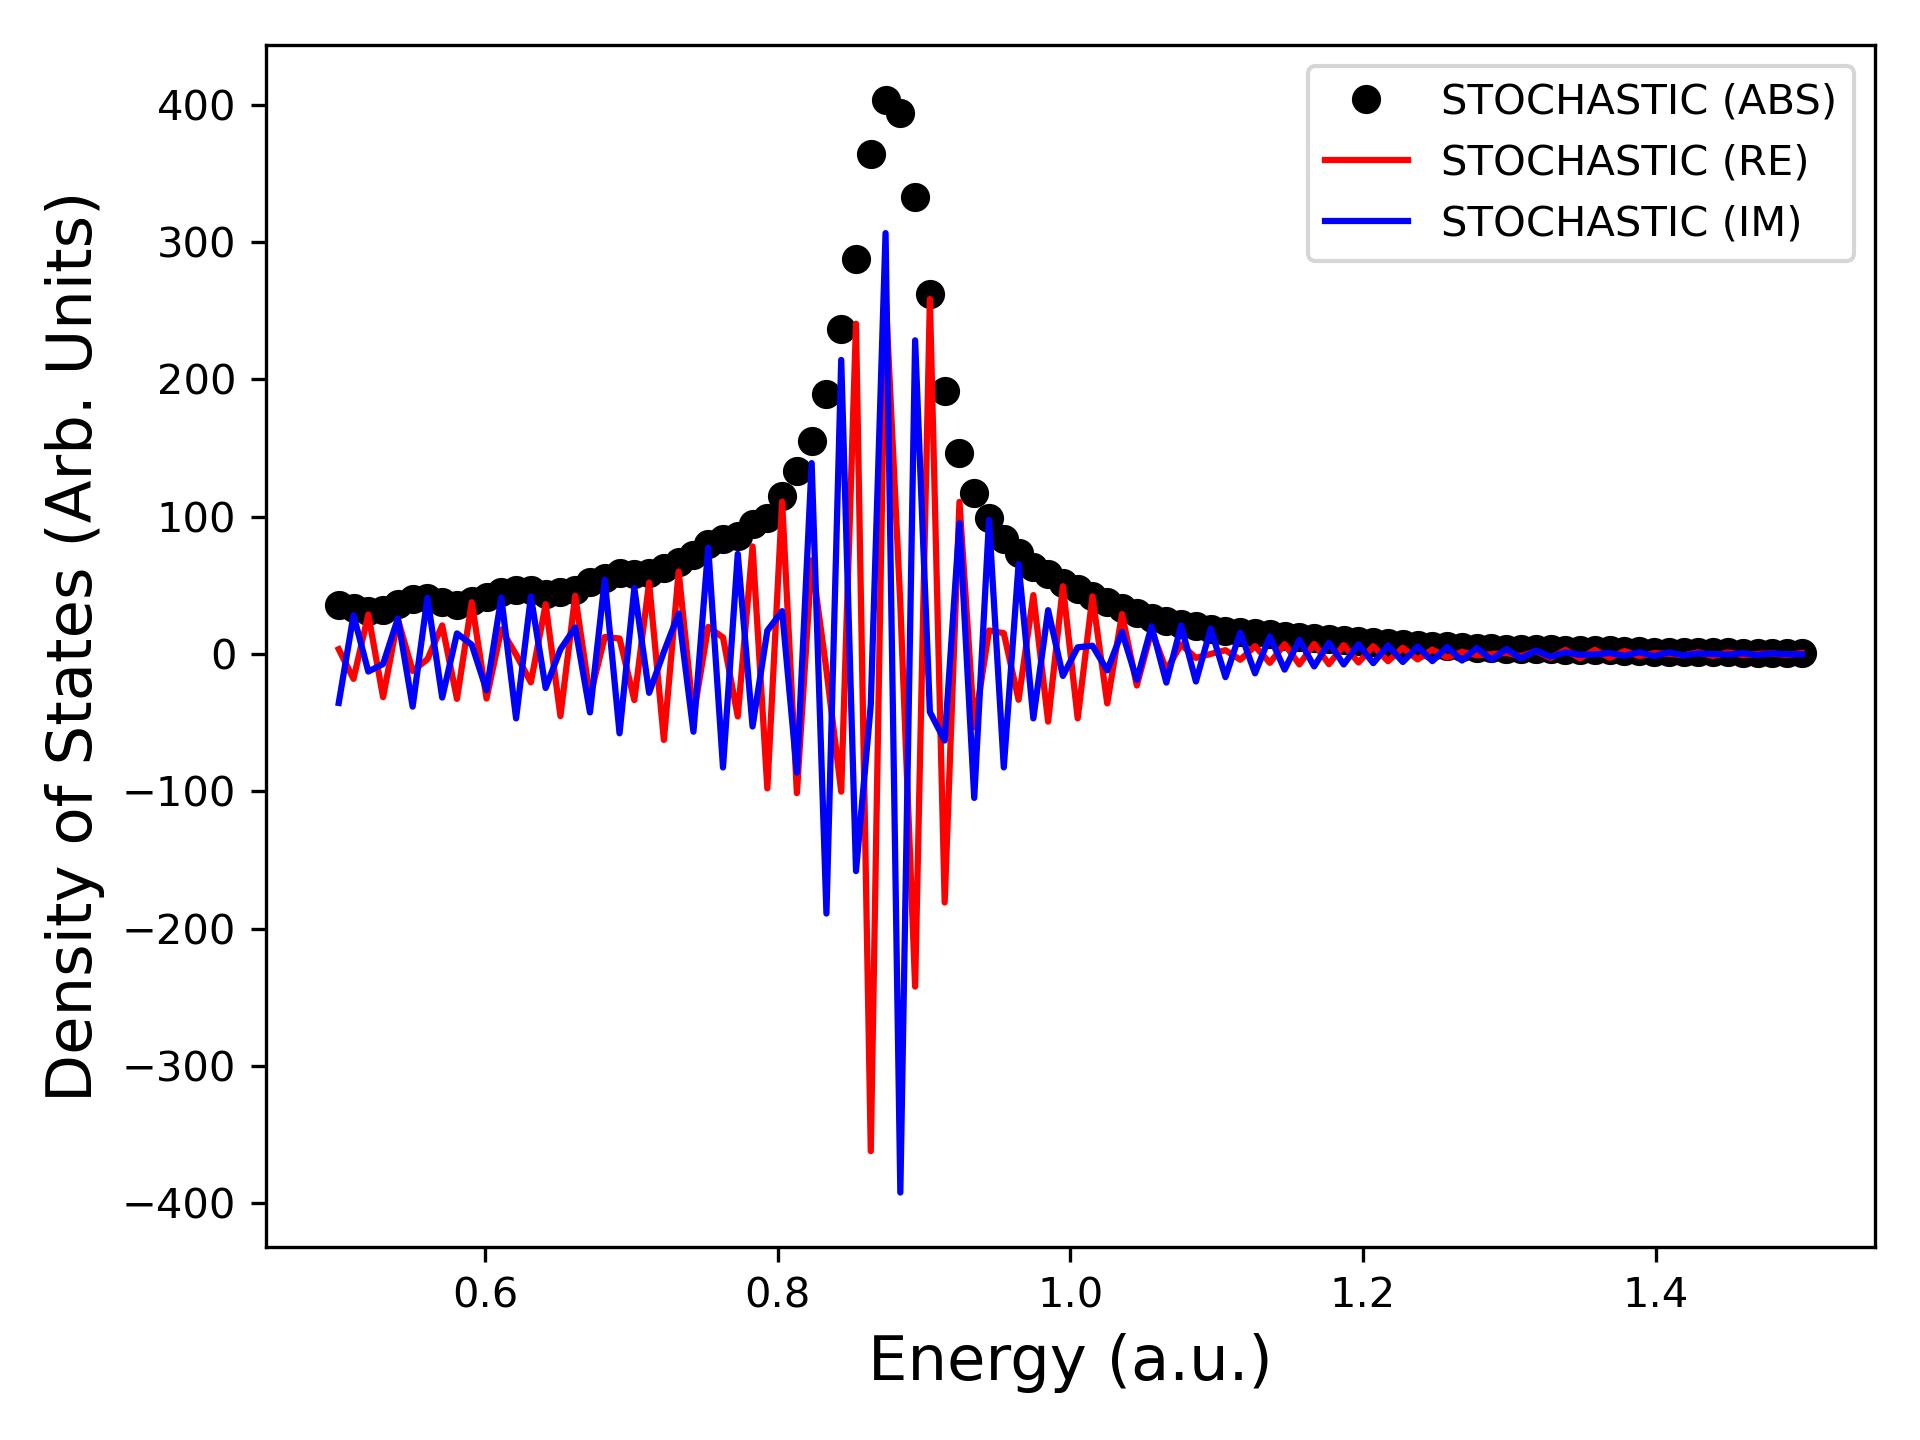 STOCHASTIC (ABS)
STOCHASTIC (RE)
STOCHASTIC (IM)
Density of States (Arb. Units)
400
300
200
100
0
−100
−200
−300
−400
0.6 0.8 1.0 1.2 1.4
Energy (a.u.)